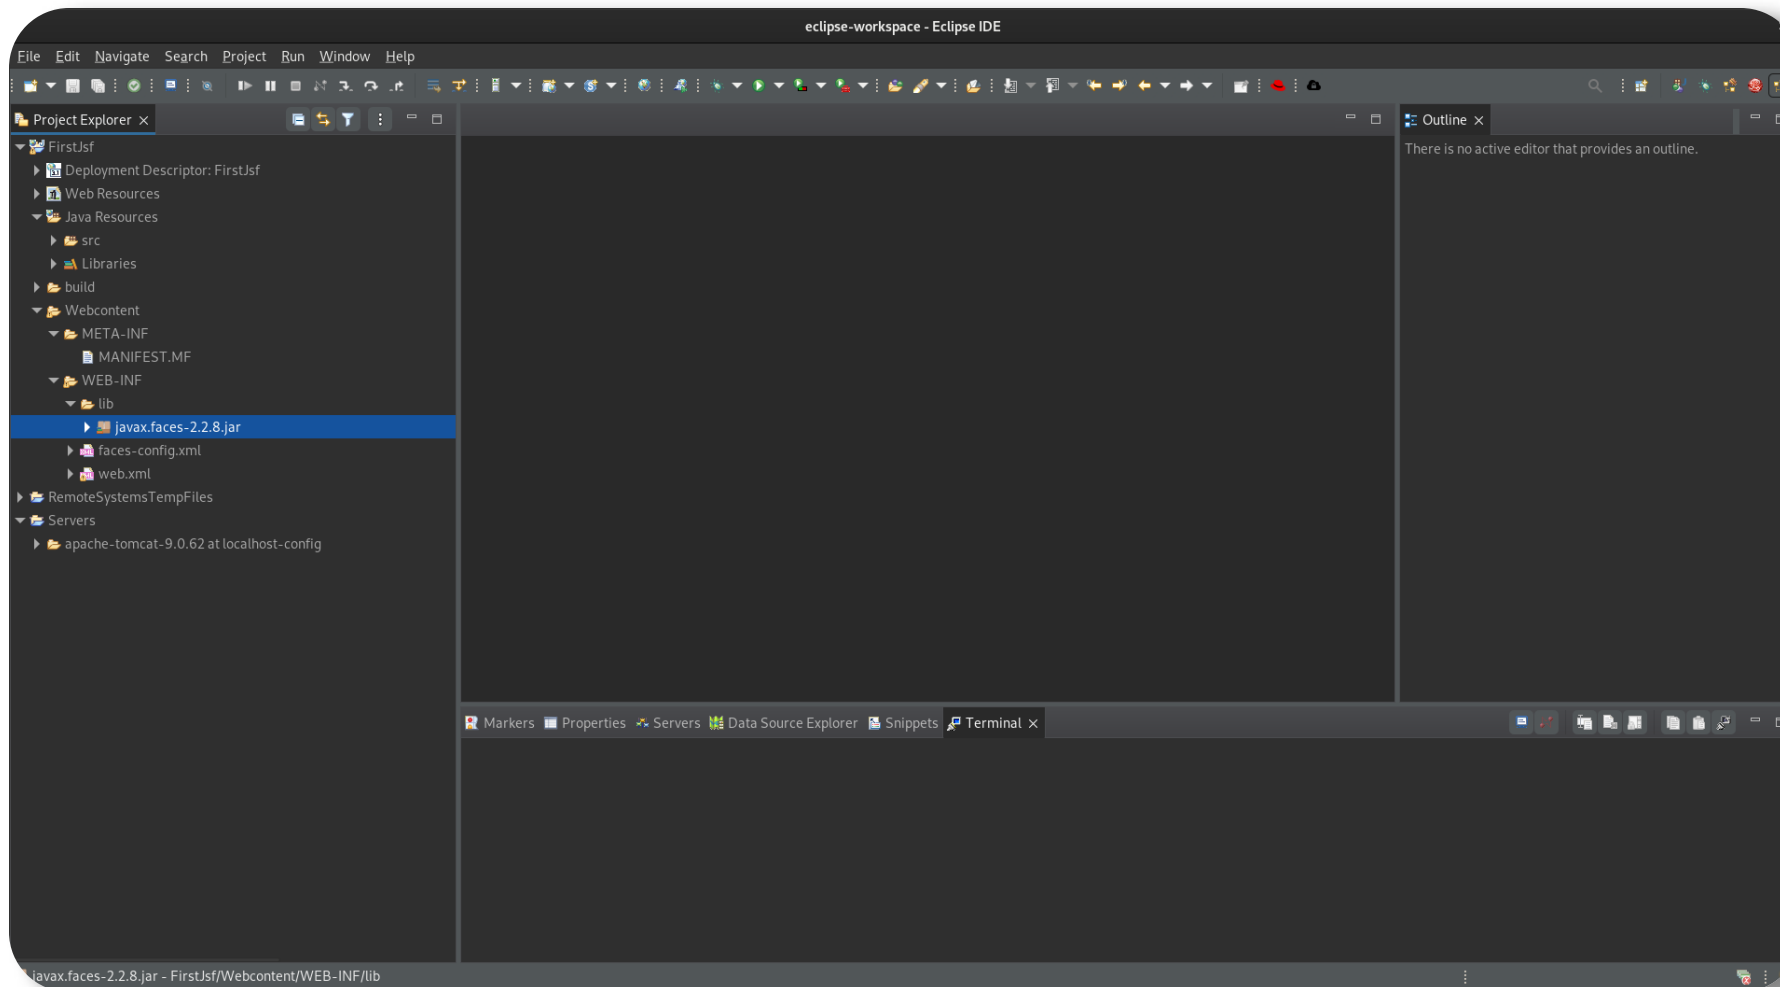 eclipse-workspace - Eclipse IDE
File Edit Navigate Search Project Run Window Help
Project Explorer
FirstJsf
Deployment Descriptor: FirstJsf
Web Resources
Java Resources
src
Libraries
build
Webcontent
META-INF
MANIFEST.MF
WEB-INF
lib
javax.faces-2.2.8.jar
faces-config.xml
web.xml
RemoteSystemsTempFiles
Servers
apache-tomcat-9.0.62 at localhost-config
Outline
There is no active editor that provides an outline.
Markers Properties Servers Data Source Explorer Snippets Terminal
javax.faces-2.2.8.jar - FirstJsf/Webcontent/WEB-INF/lib